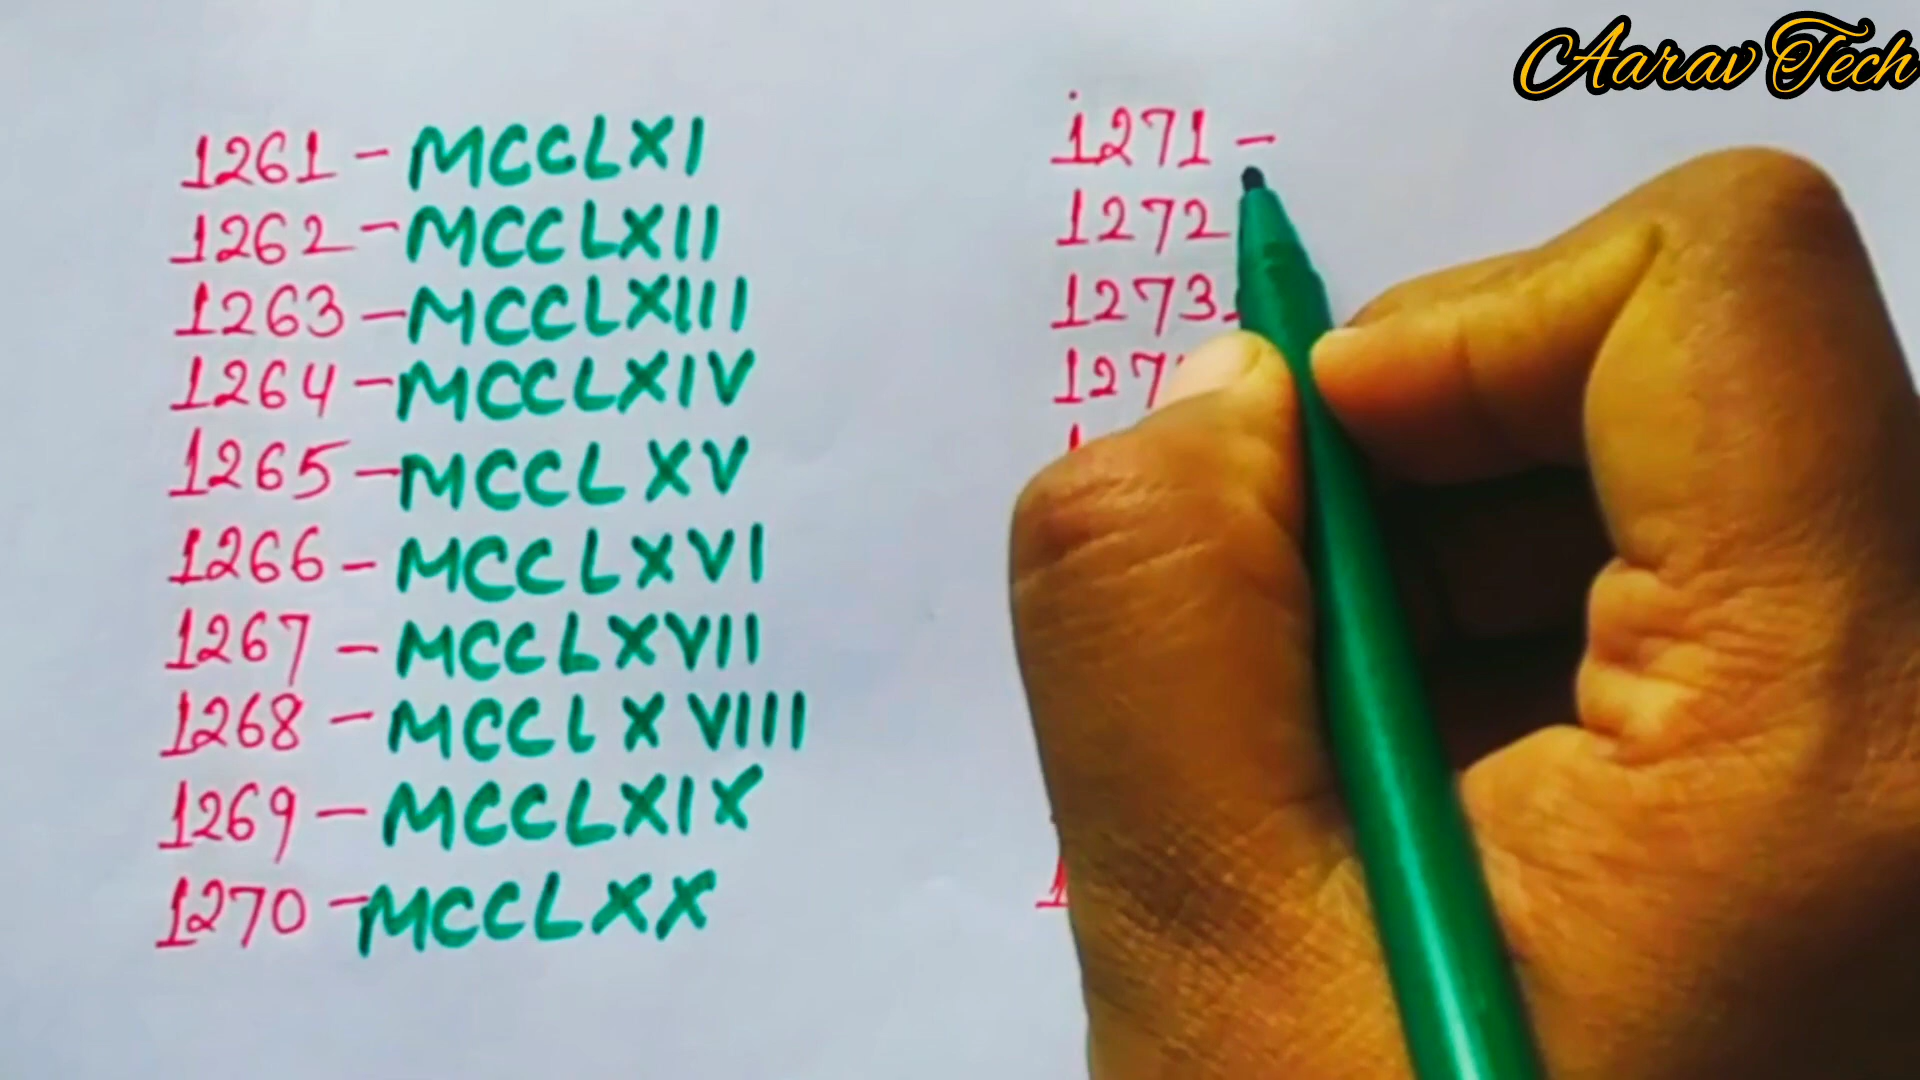 Aarav Tech
1261 - MCCLXI
1262 - MCCLXII
1263 - MCCLXIII
1264 - MCCLXIV
1265 - MCCLXV
1266 - MCCLXVI
1267 - MCCLXVII
1268 - MCCLXVIII
1269 - MCCLXIX
1270 - MCCLXX
1271 -
1272
1273